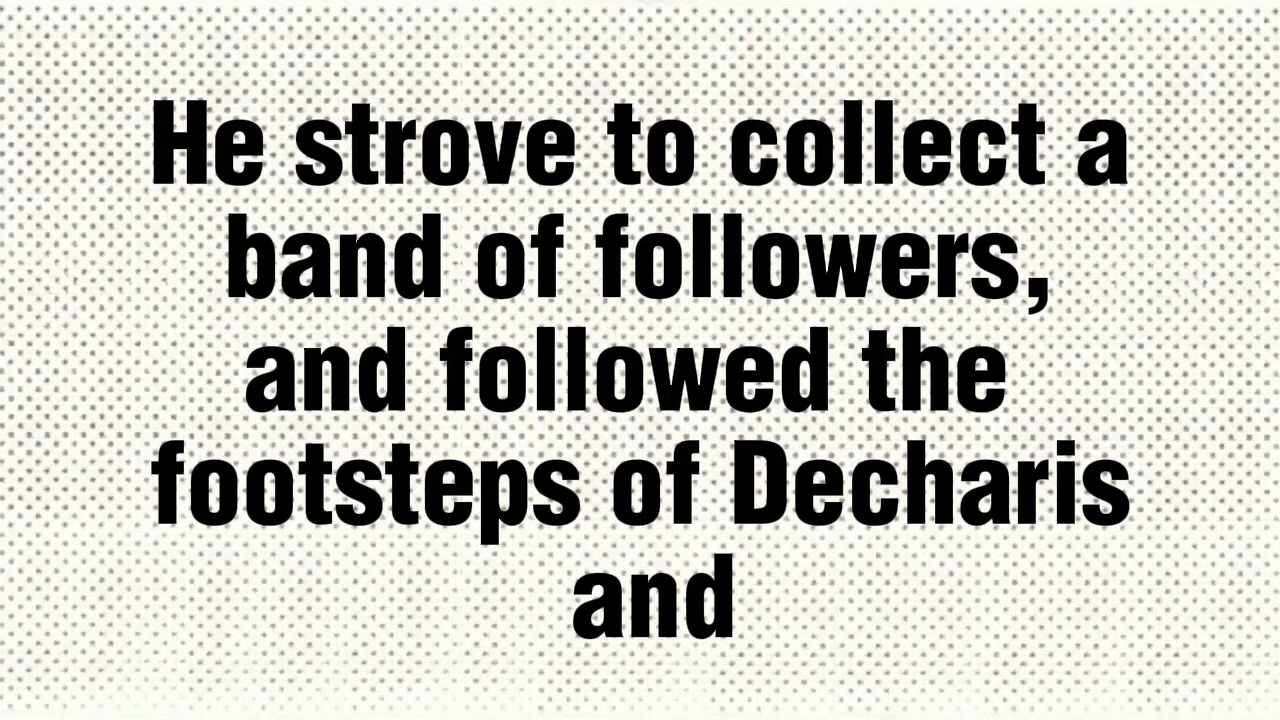 He strove to collect a
band of followers,
and followed the
footsteps of Decharis
and